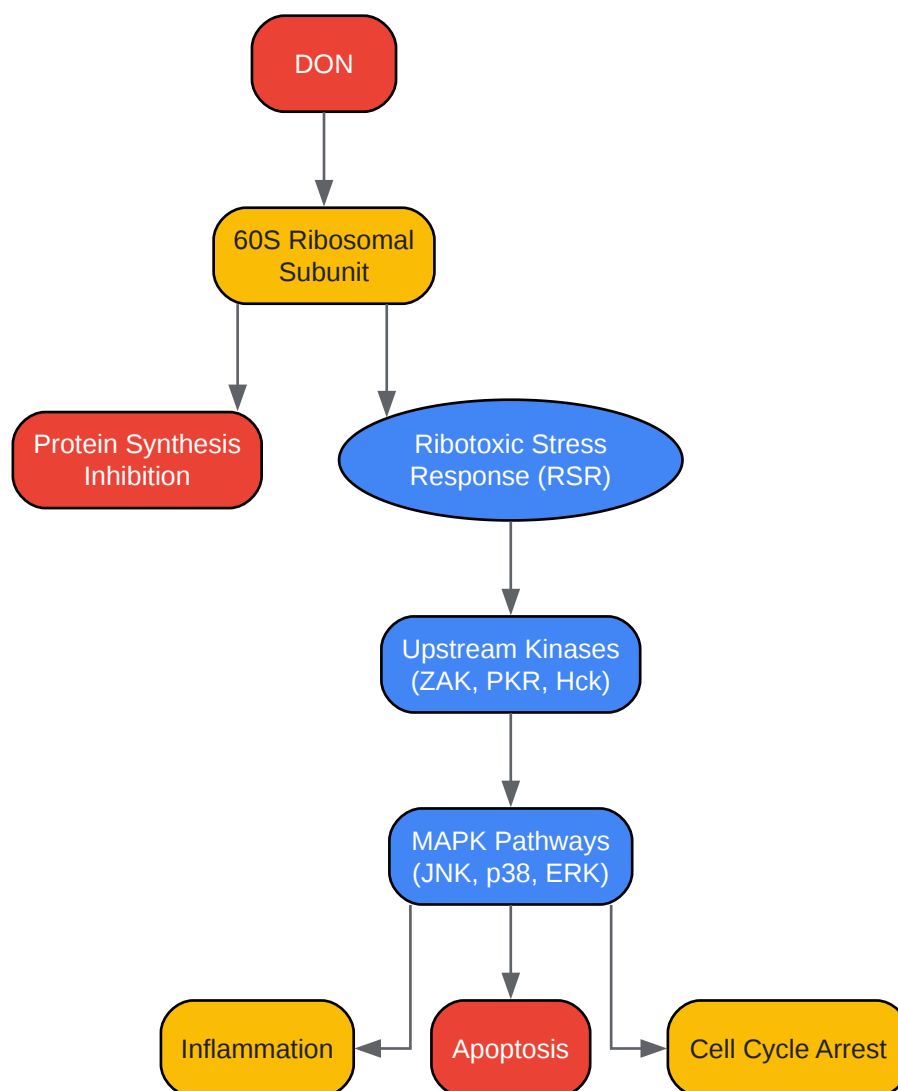 DON
60S Ribosomal
Subunit
Protein Synthesis
Inhibition
Ribotoxic Stress
Response (RSR)
Upstream Kinases
(ZAK, PKR, Hck)
MAPK Pathways
(JNK, p38, ERK)
Inflammation
Apoptosis
Cell Cycle Arrest